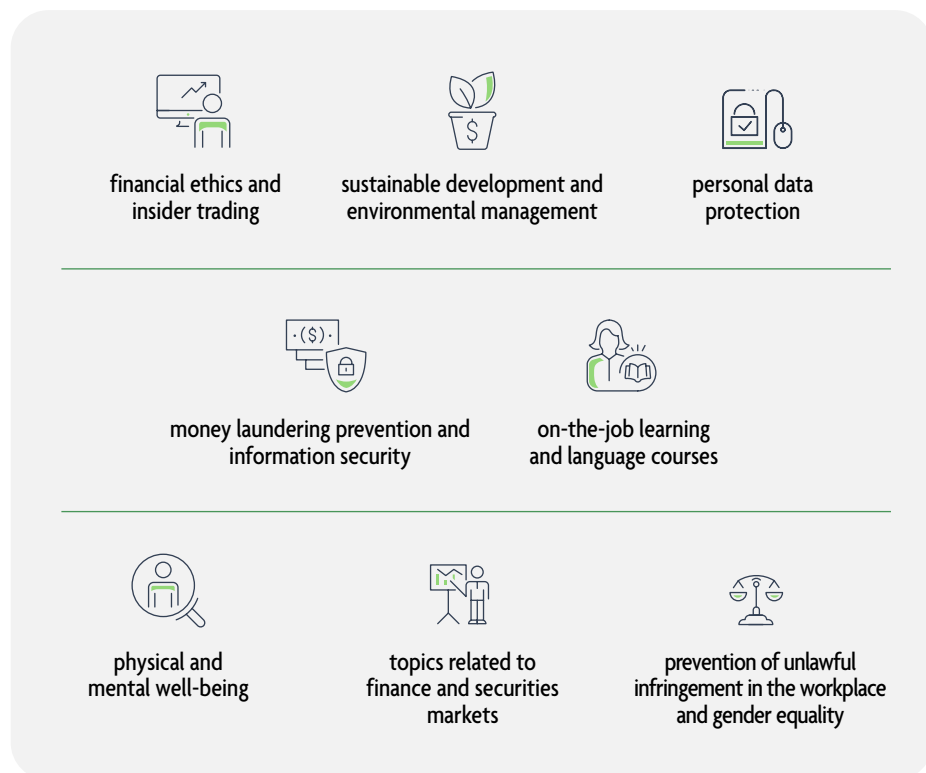 financial ethics and
insider trading
sustainable development and
environmental management
personal data
protection
$
($)
money laundering prevention and
information security
on-the-job learning
and language courses
physical and
mental well-being
topics related to
finance and securities
markets
prevention of unlawful
infringement in the workplace
and gender equality